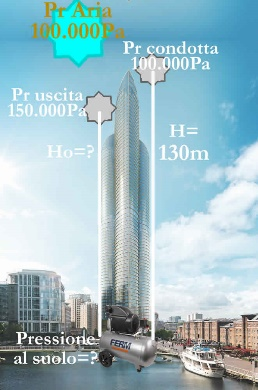 Pr Aria
100.000Pa
Pr condotta
100.000Pa
Pr uscita
150.000Pa
H=
130m
Ho=?
Pressione
al suolo=?
FERM